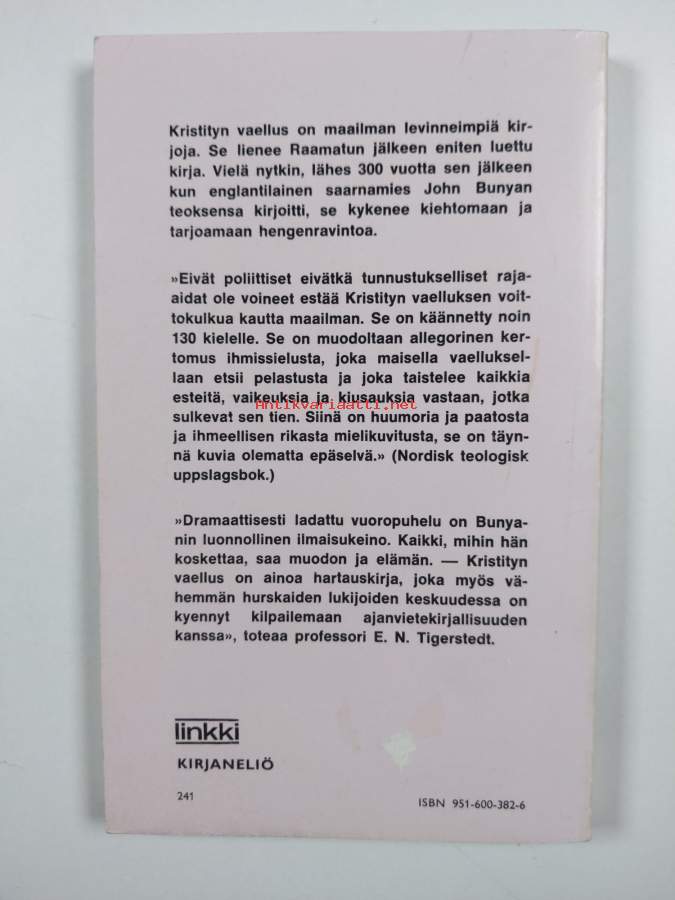 Kristityn vaellus on maailman levinneimpiä kir-
joja. Se lienee Raamatun jälkeen eniten luettu
kirja. Vielä nytkin, lähes 300 vuotta sen jälkeen
kun englantilainen saarnamies John Bunyan
teoksensa kirjoitti, se kykenee kiehtomaan ja
tarjoamaan hengenravintoa.
»Eivät poliittiset eivätkä tunnustukselliset raja-
aidat ole voineet estää Kristityn vaelluksen voit-
tokulkua kautta maailman. Se on käännetty noin
130 kielelle. Se on muodoltaan allegorinen ker-
tomus ihmissielusta, joka maisella vaelluksel-
laan etsii pelastusta ja joka taistelee kaikkia
esteitä, vaikeuksia ja kiusauksia vastaan, jotka
Antikvariaatti.net
sulkevat sen tien. Siinä on huumoria ja paatosta
ja ihmeellisen rikasta mielikuvitusta, se on täyn-
nä kuvia olematta epäselvä.» (Nordisk teologisk
uppslagsbok.)
»Dramaattisesti ladattu vuoropuhelu on Bunya-
nin luonnollinen ilmaisukeino. Kaikki, mihin hän
koskettaa, saa muodon ja elämän. — Kristityn
vaellus on ainoa hartauskirja, joka myös vä-
hemmän hurskaiden lukijoiden keskuudessa on
kyennyt kilpailemaan ajanvietekirjallisuuden
kanssa», toteaa professori E. N. Tigerstedt.
linkki
KIRJANELIÖ
241
ISBN 951-600-382-6